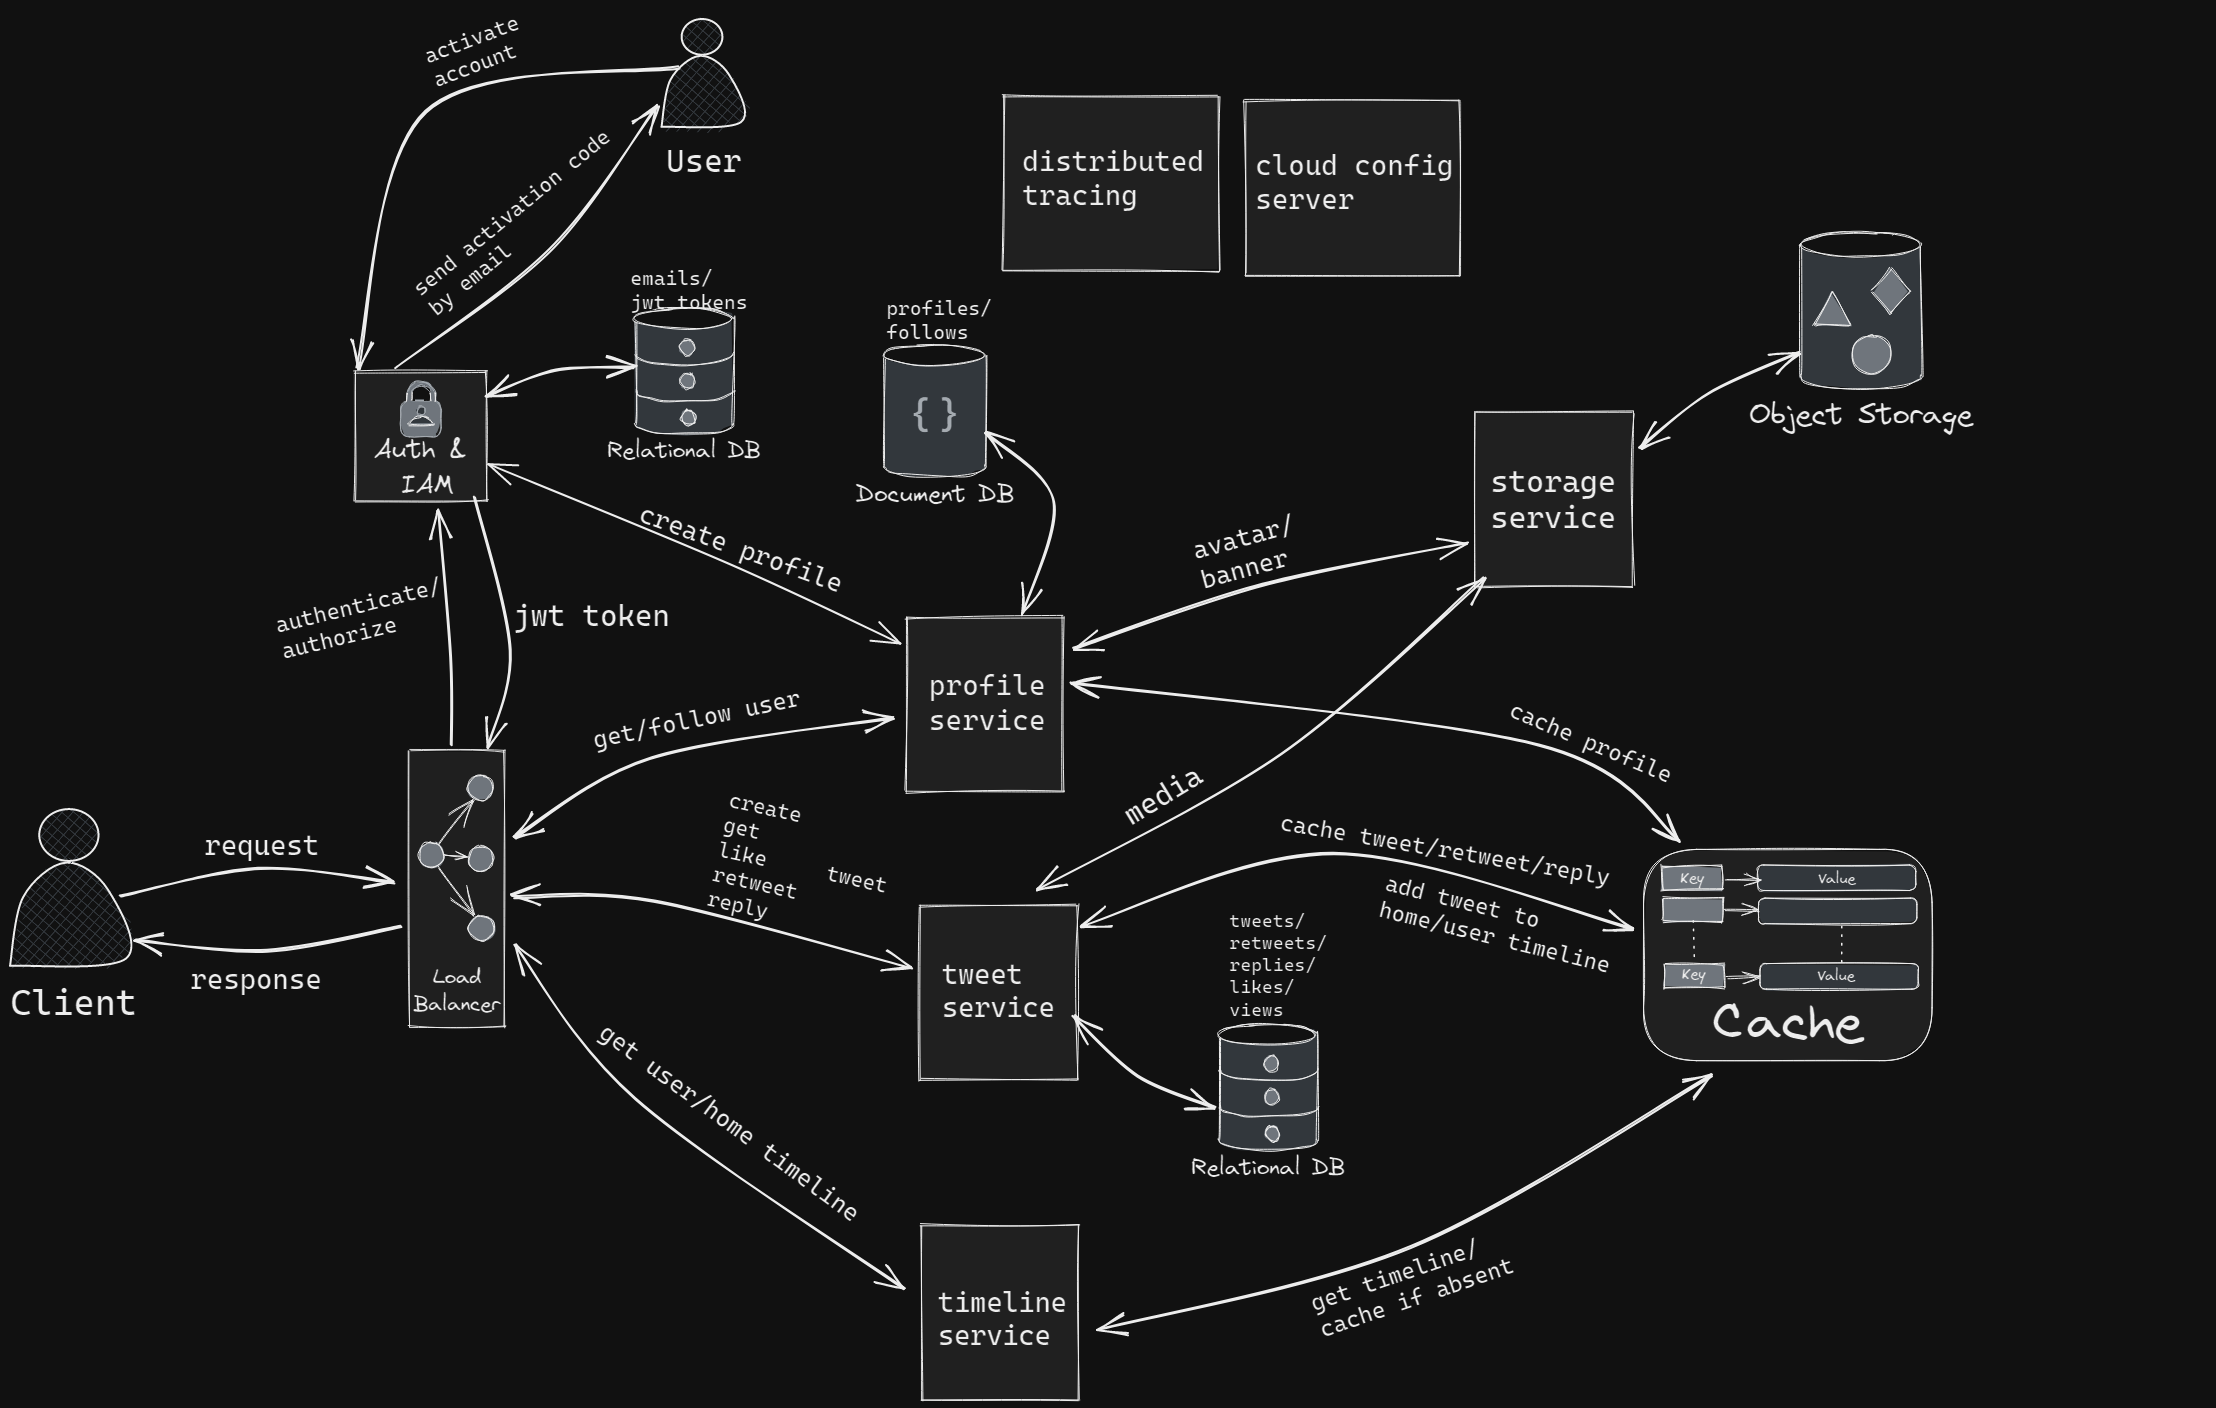 activate
account
User
send activation code
by email
distributed
tracing
cloud config
server
emails/
jwt tokens
Relational DB
profiles/
follows
{ }
Document DB
Object Storage
Auth &
IAM
storage
service
create profile
avatar/
banner
authenticate/
authorize
jwt token
profile
service
get/follow user
cache profile
media
create
get
like
retweet
reply
tweet
request
response
Client
Load
Balancer
cache tweet/retweet/reply
add tweet to
home/user timeline
Key
Value
Key
Value
Cache
tweet
service
tweets/
retweets/
replies/
likes/
views
Relational DB
get user/home timeline
timeline
service
get timeline/
cache if absent